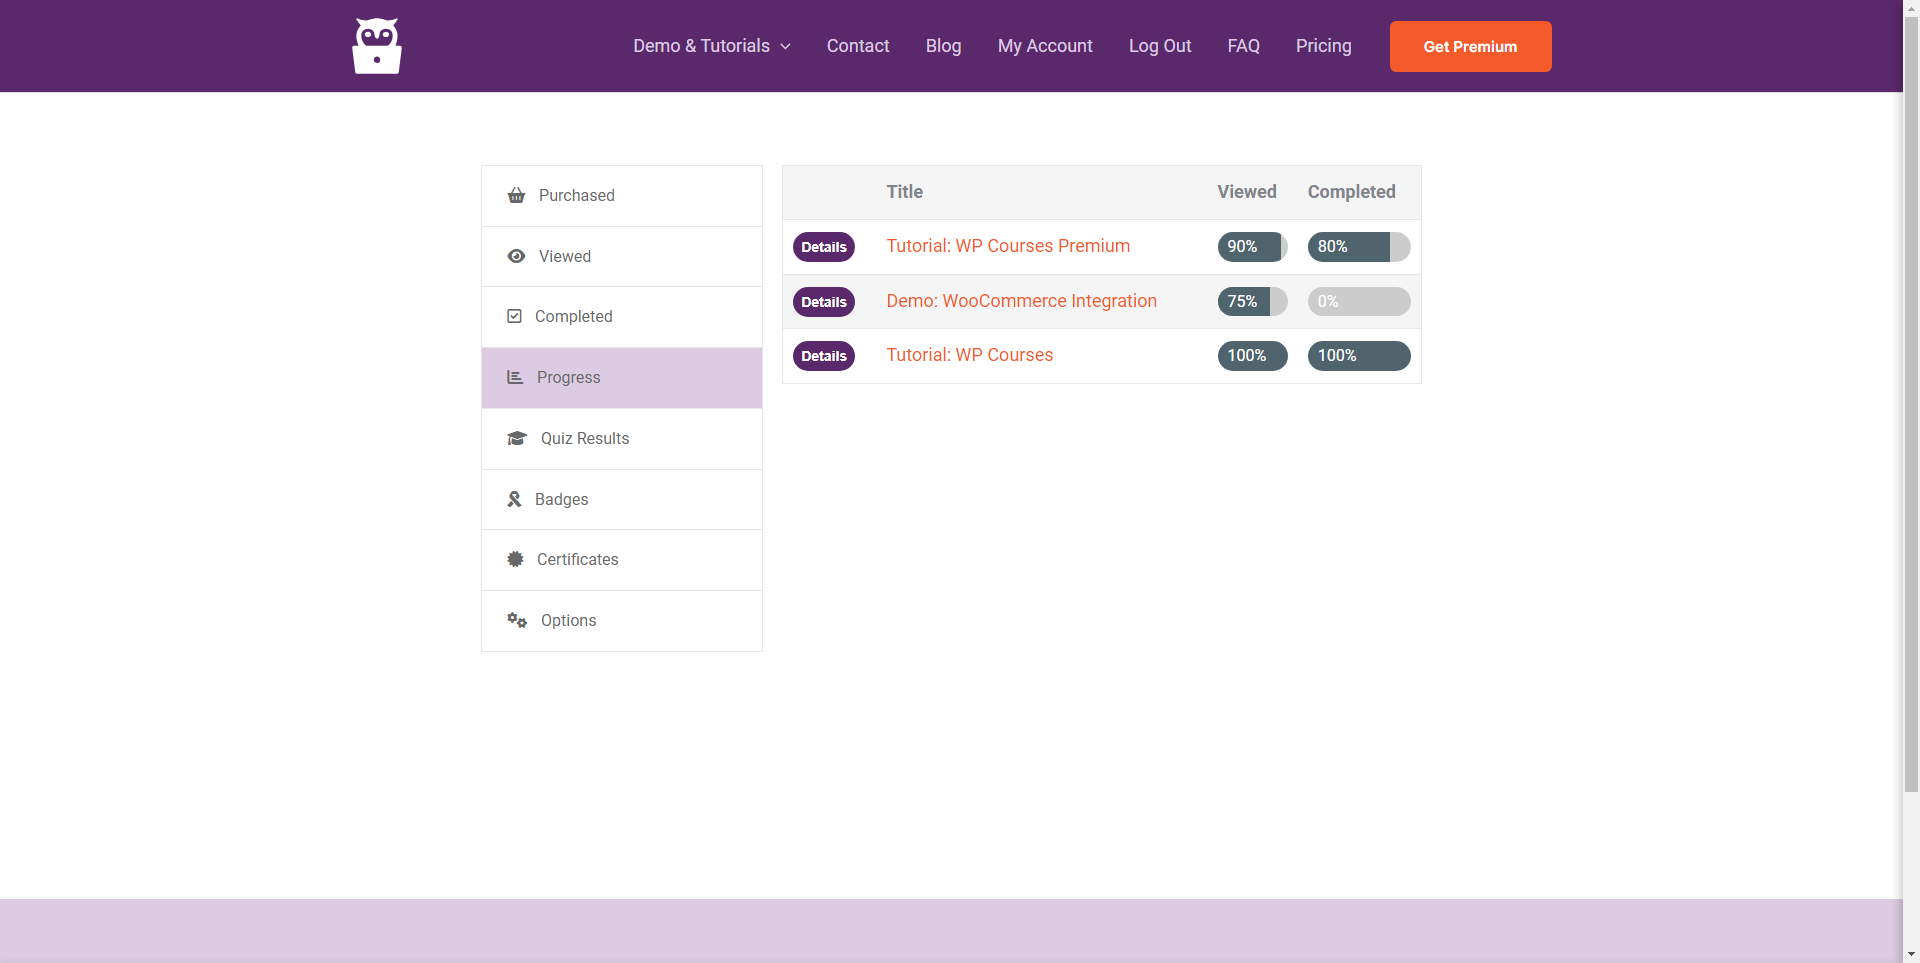 Demo & Tutorials Contact Blog My Account Log Out FAQ Pricing Get Premium
Purchased
Viewed
Completed
Progress
Quiz Results
Badges
Certificates
Options
Title Viewed Completed
Details Tutorial: WP Courses Premium 90% 80%
Details Demo: WooCommerce Integration 75% 0%
Details Tutorial: WP Courses 100% 100%